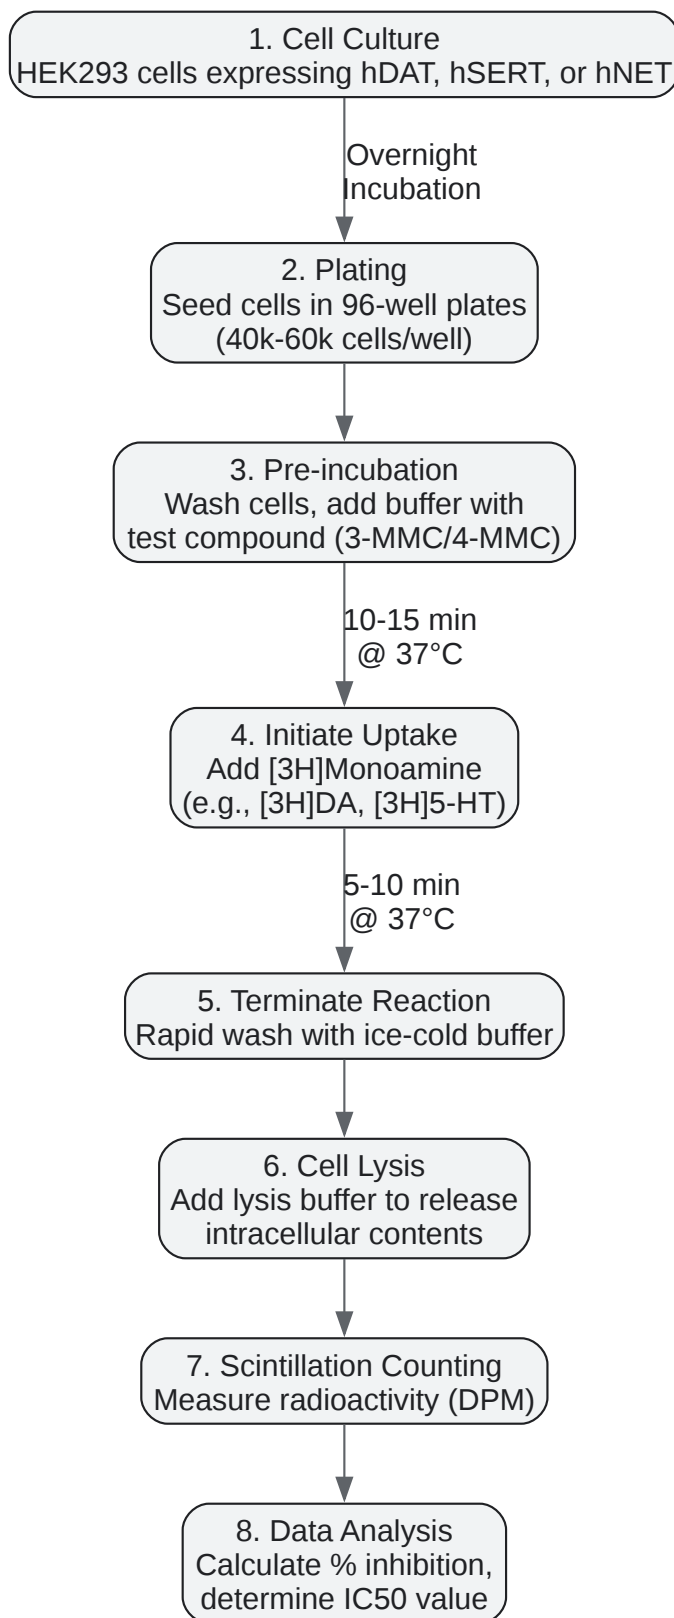 1. Cell Culture
HEK293 cells expressing hDAT, hSERT, or hNET
Overnight
Incubation
2. Plating
Seed cells in 96-well plates
(40k-60k cells/well)
3. Pre-incubation
Wash cells, add buffer with
test compound (3-MMC/4-MMC)
10-15 min
@ 37°C
4. Initiate Uptake
Add [3H]Monoamine
(e.g., [3H]DA, [3H]5-HT)
5-10 min
@ 37°C
5. Terminate Reaction
Rapid wash with ice-cold buffer
6. Cell Lysis
Add lysis buffer to release
intracellular contents
7. Scintillation Counting
Measure radioactivity (DPM)
8. Data Analysis
Calculate % inhibition,
determine IC50 value